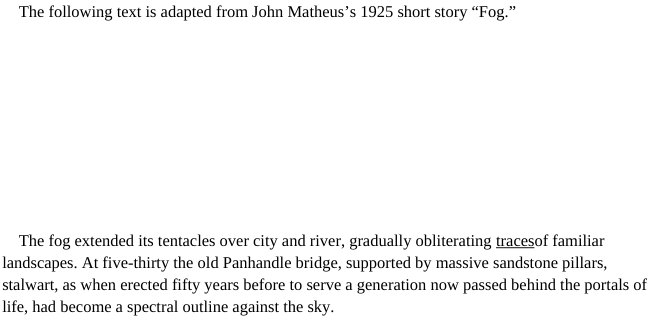 The following text is adapted from John Matheus’s 1925 short story “Fog.”
The fog extended its tentacles over city and river, gradually obliterating tracesof familiar
landscapes. At five-thirty the old Panhandle bridge, supported by massive sandstone pillars,
stalwart, as when erected fifty years before to serve a generation now passed behind the portals of
life, had become a spectral outline against the sky.